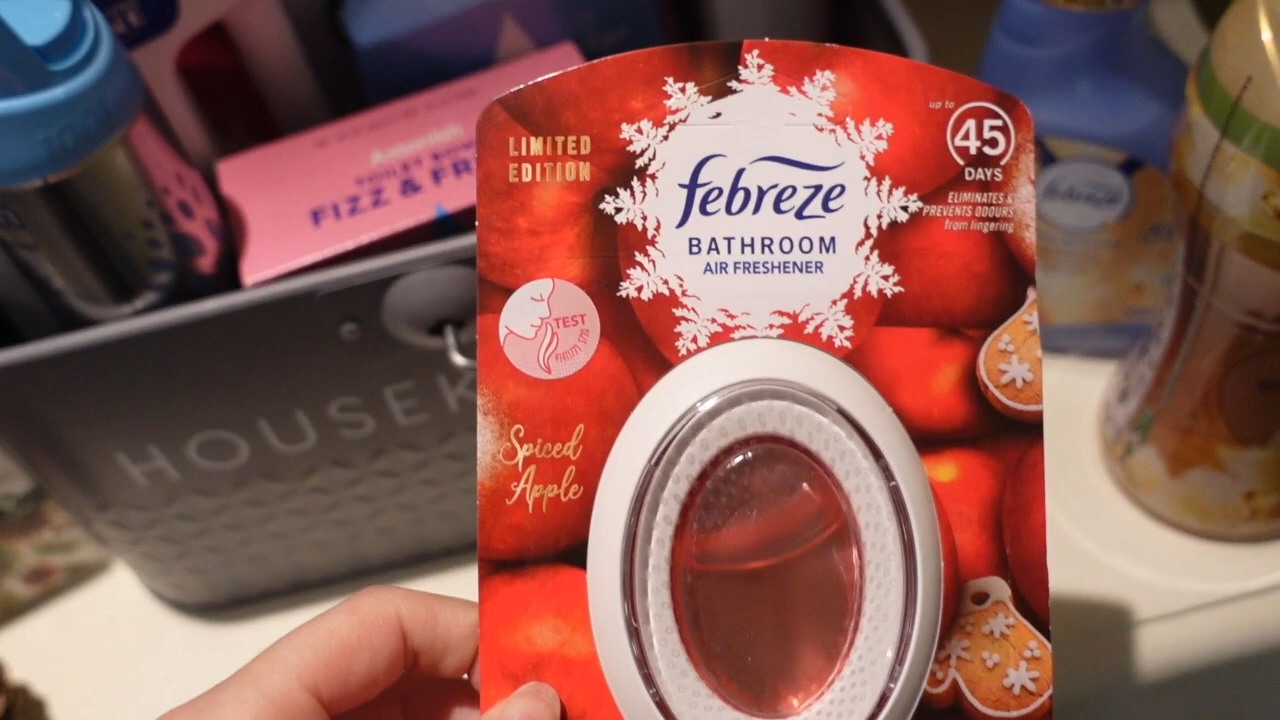 LIMITED
EDITION
febreze
BATHROOM
AIR FRESHENER
up to
45
DAYS
ELIMINATES &
PREVENTS ODOURS
from lingering
TEST
Spiced
Apple
FIZZ & FR
HOUSEK
febreze